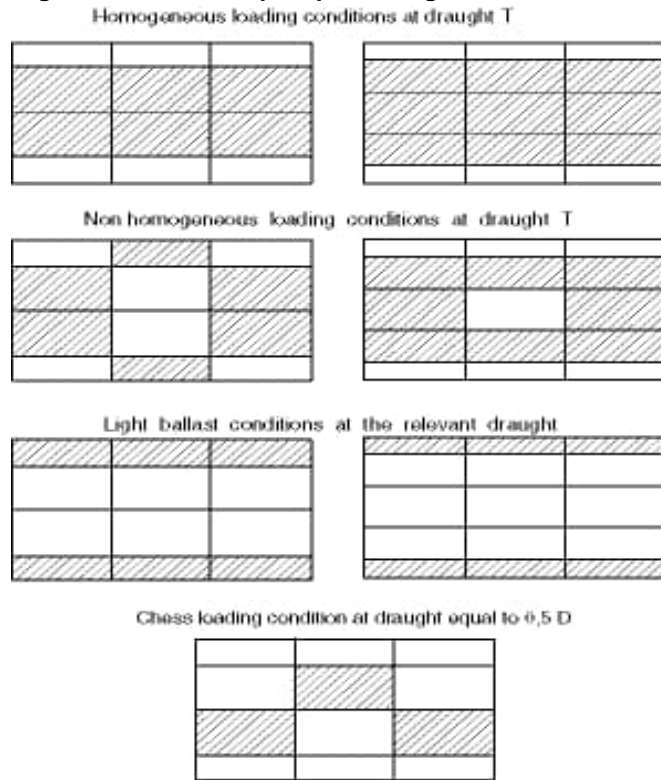 Homogeneous loading conditions at draught T
Non homogeneous loading conditions at draught T
Light ballast conditions at the relevant draught
Chess loading condition at draught equal to 0,5 D